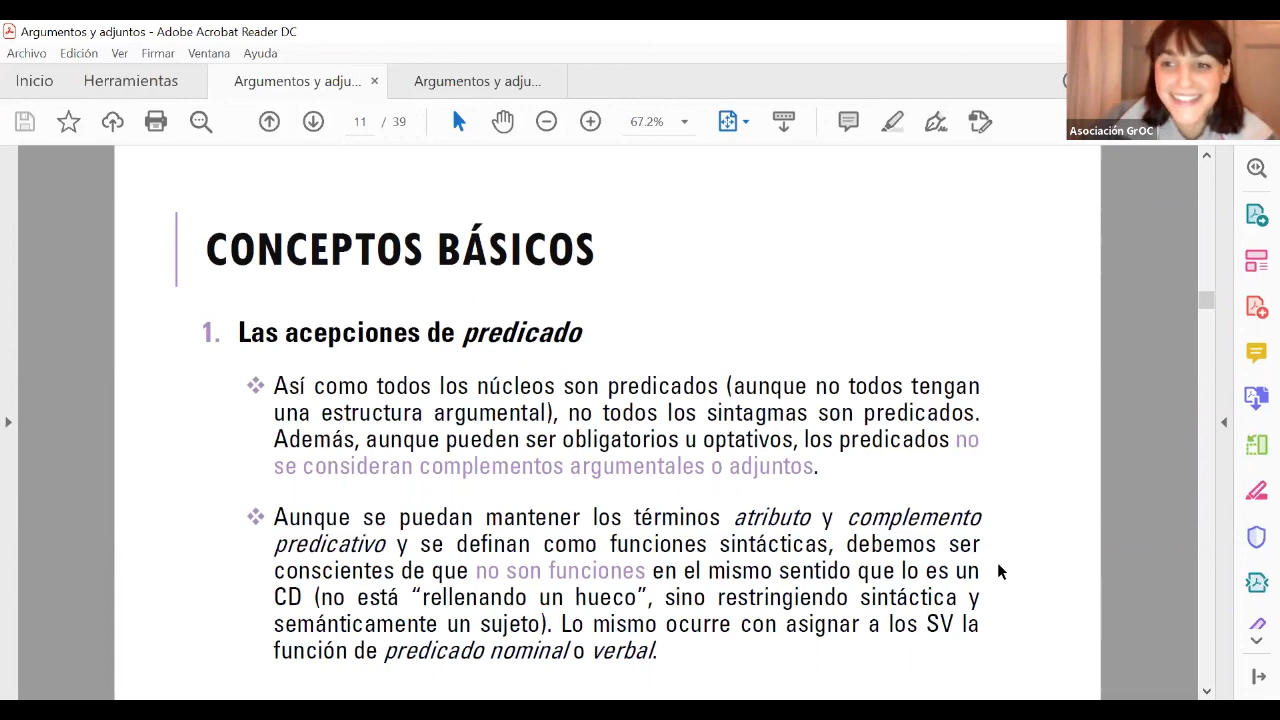 Argumentos y adjuntos - Adobe Acrobat Reader DC
Archivo Edición Ver Firmar Ventana Ayuda
Inicio Herramientas Argumentos y adju... × Argumentos y adju...
11 / 39 67.2%
Asociación GrOC
CONCEPTOS BÁSICOS
1. Las acepciones de predicado
Así como todos los núcleos son predicados (aunque no todos tengan
una estructura argumental), no todos los sintagmas son predicados.
Además, aunque pueden ser obligatorios u optativos, los predicados no
se consideran complementos argumentales o adjuntos.
Aunque se puedan mantener los términos atributo y complemento
predicativo y se definan como funciones sintácticas, debemos ser
conscientes de que no son funciones en el mismo sentido que lo es un
CD (no está “rellenando un hueco”, sino restringiendo sintáctica y
semánticamente un sujeto). Lo mismo ocurre con asignar a los SV la
función de predicado nominal o verbal.